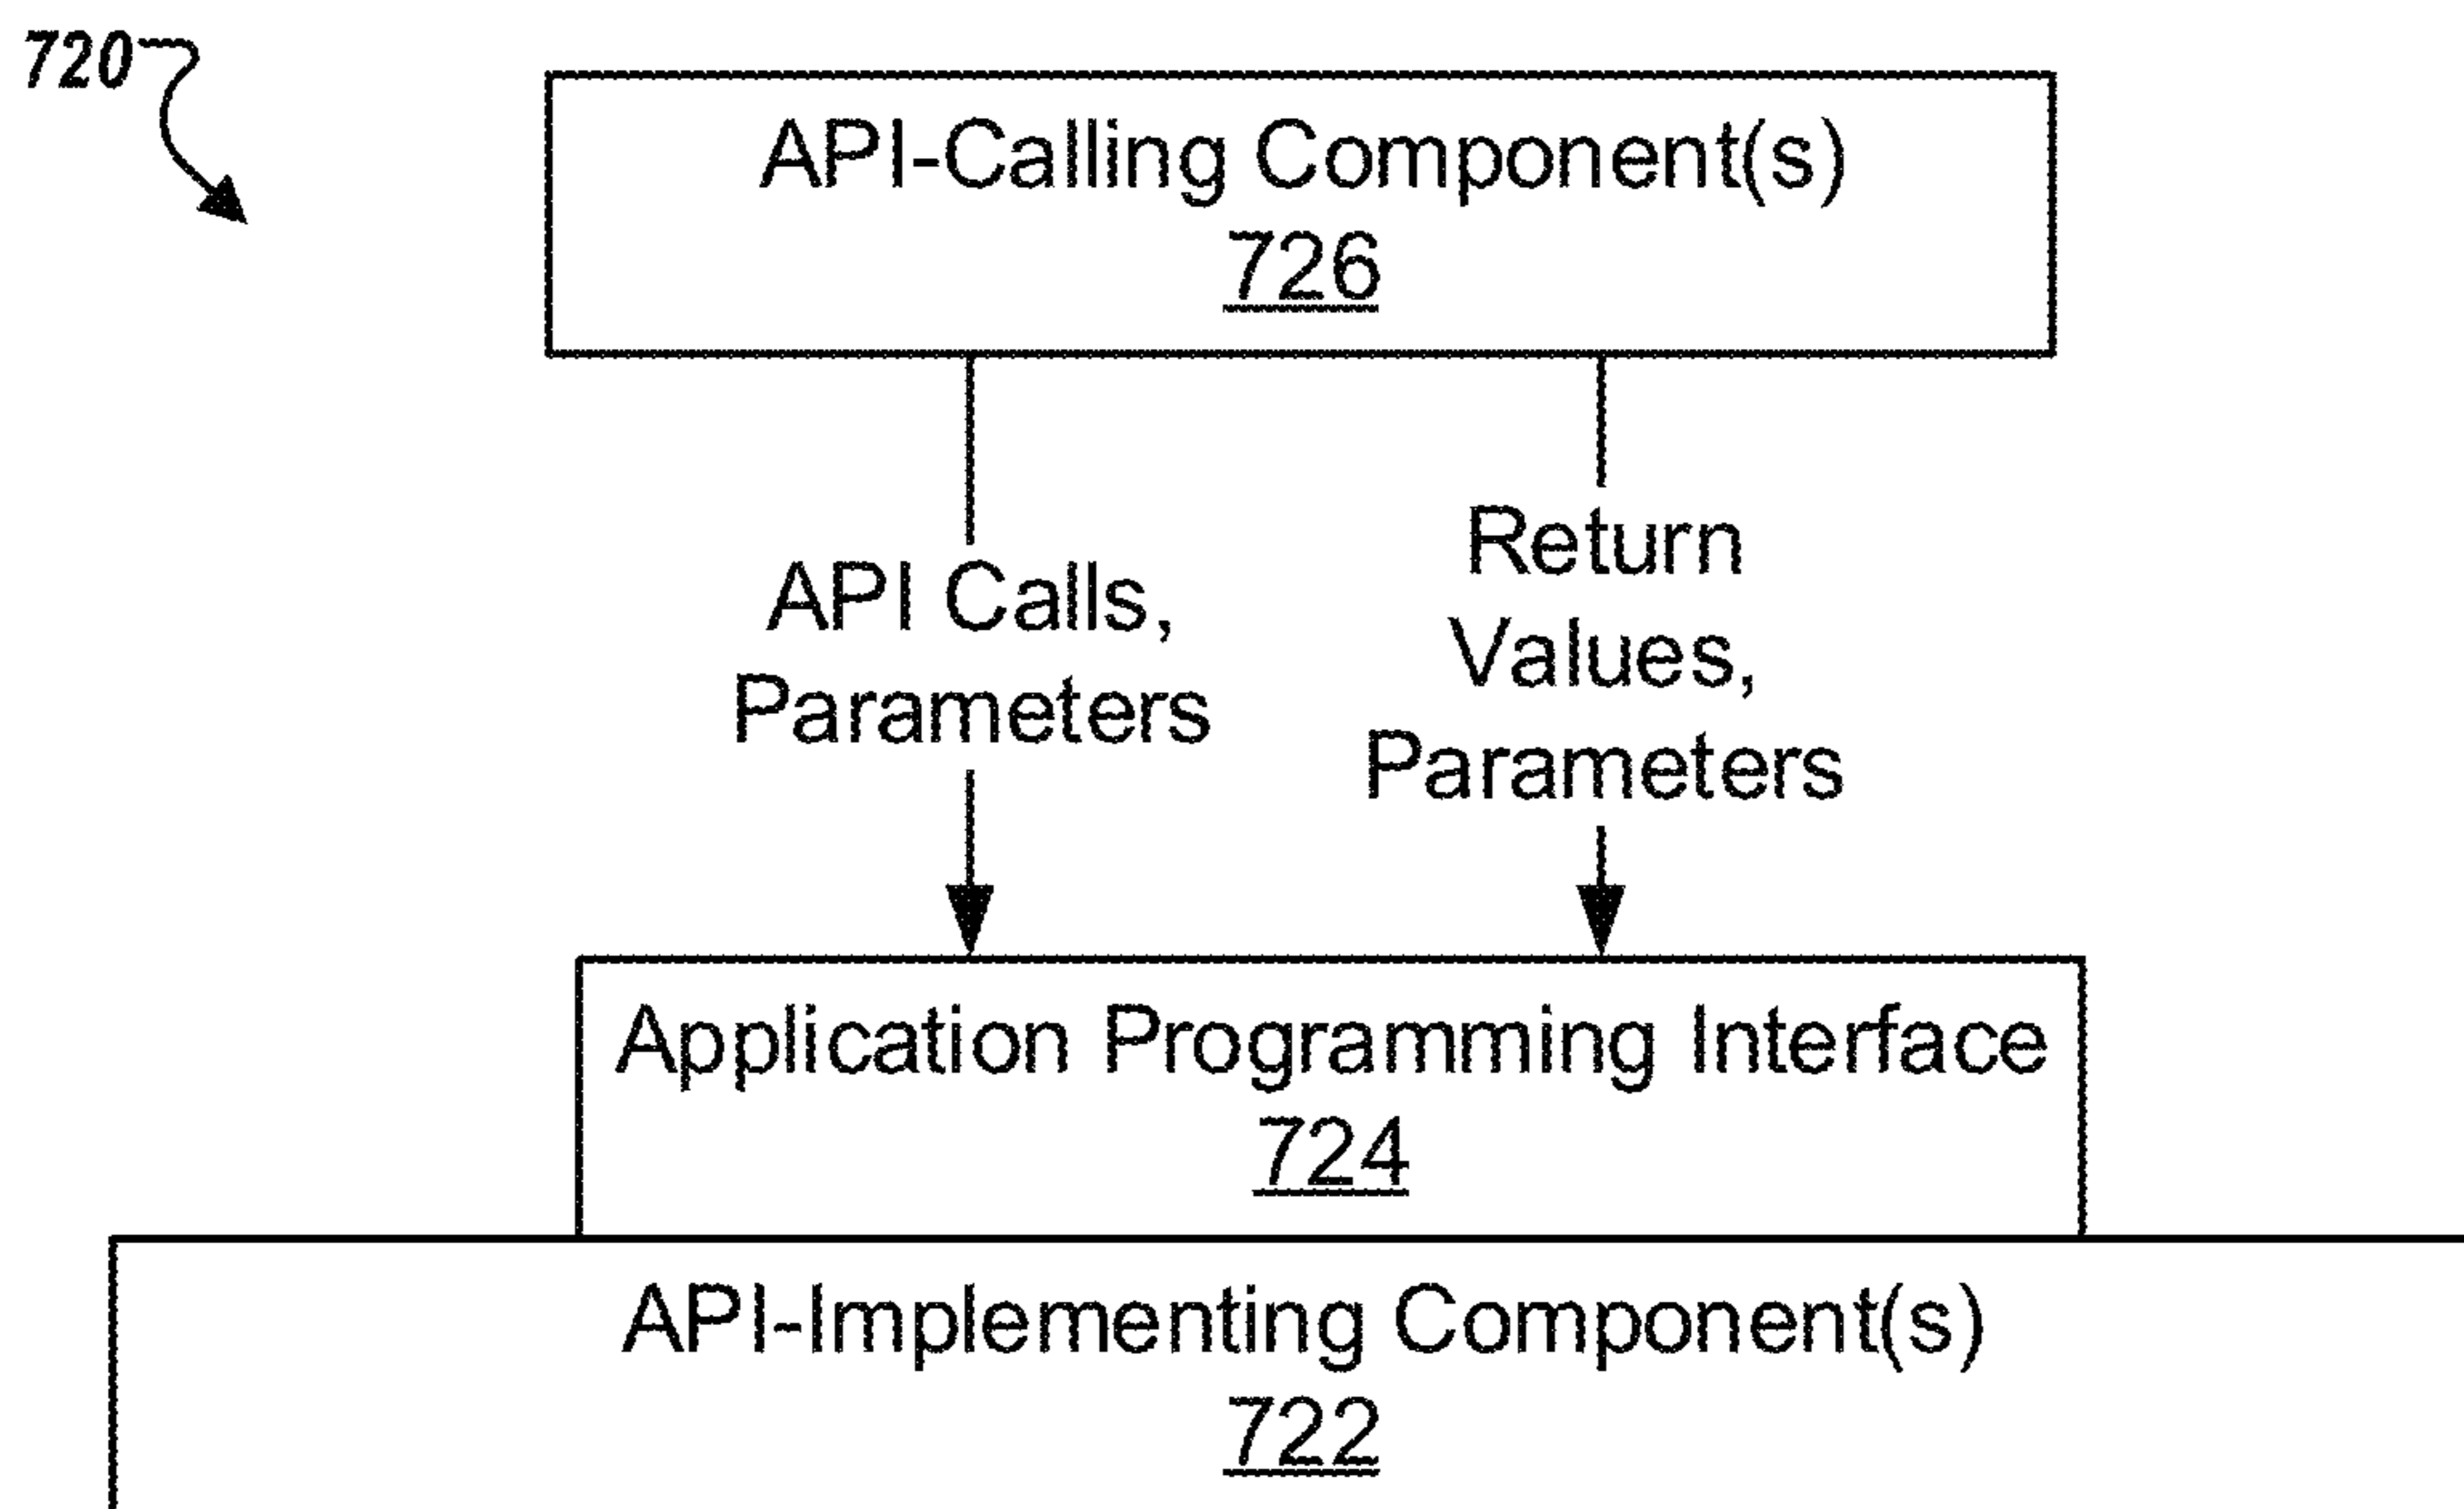 720
API-Calling Component(s)
726
API Calls,
Parameters
Return
Values,
Parameters
Application Programming Interface
724
API-Implementing Component(s)
722